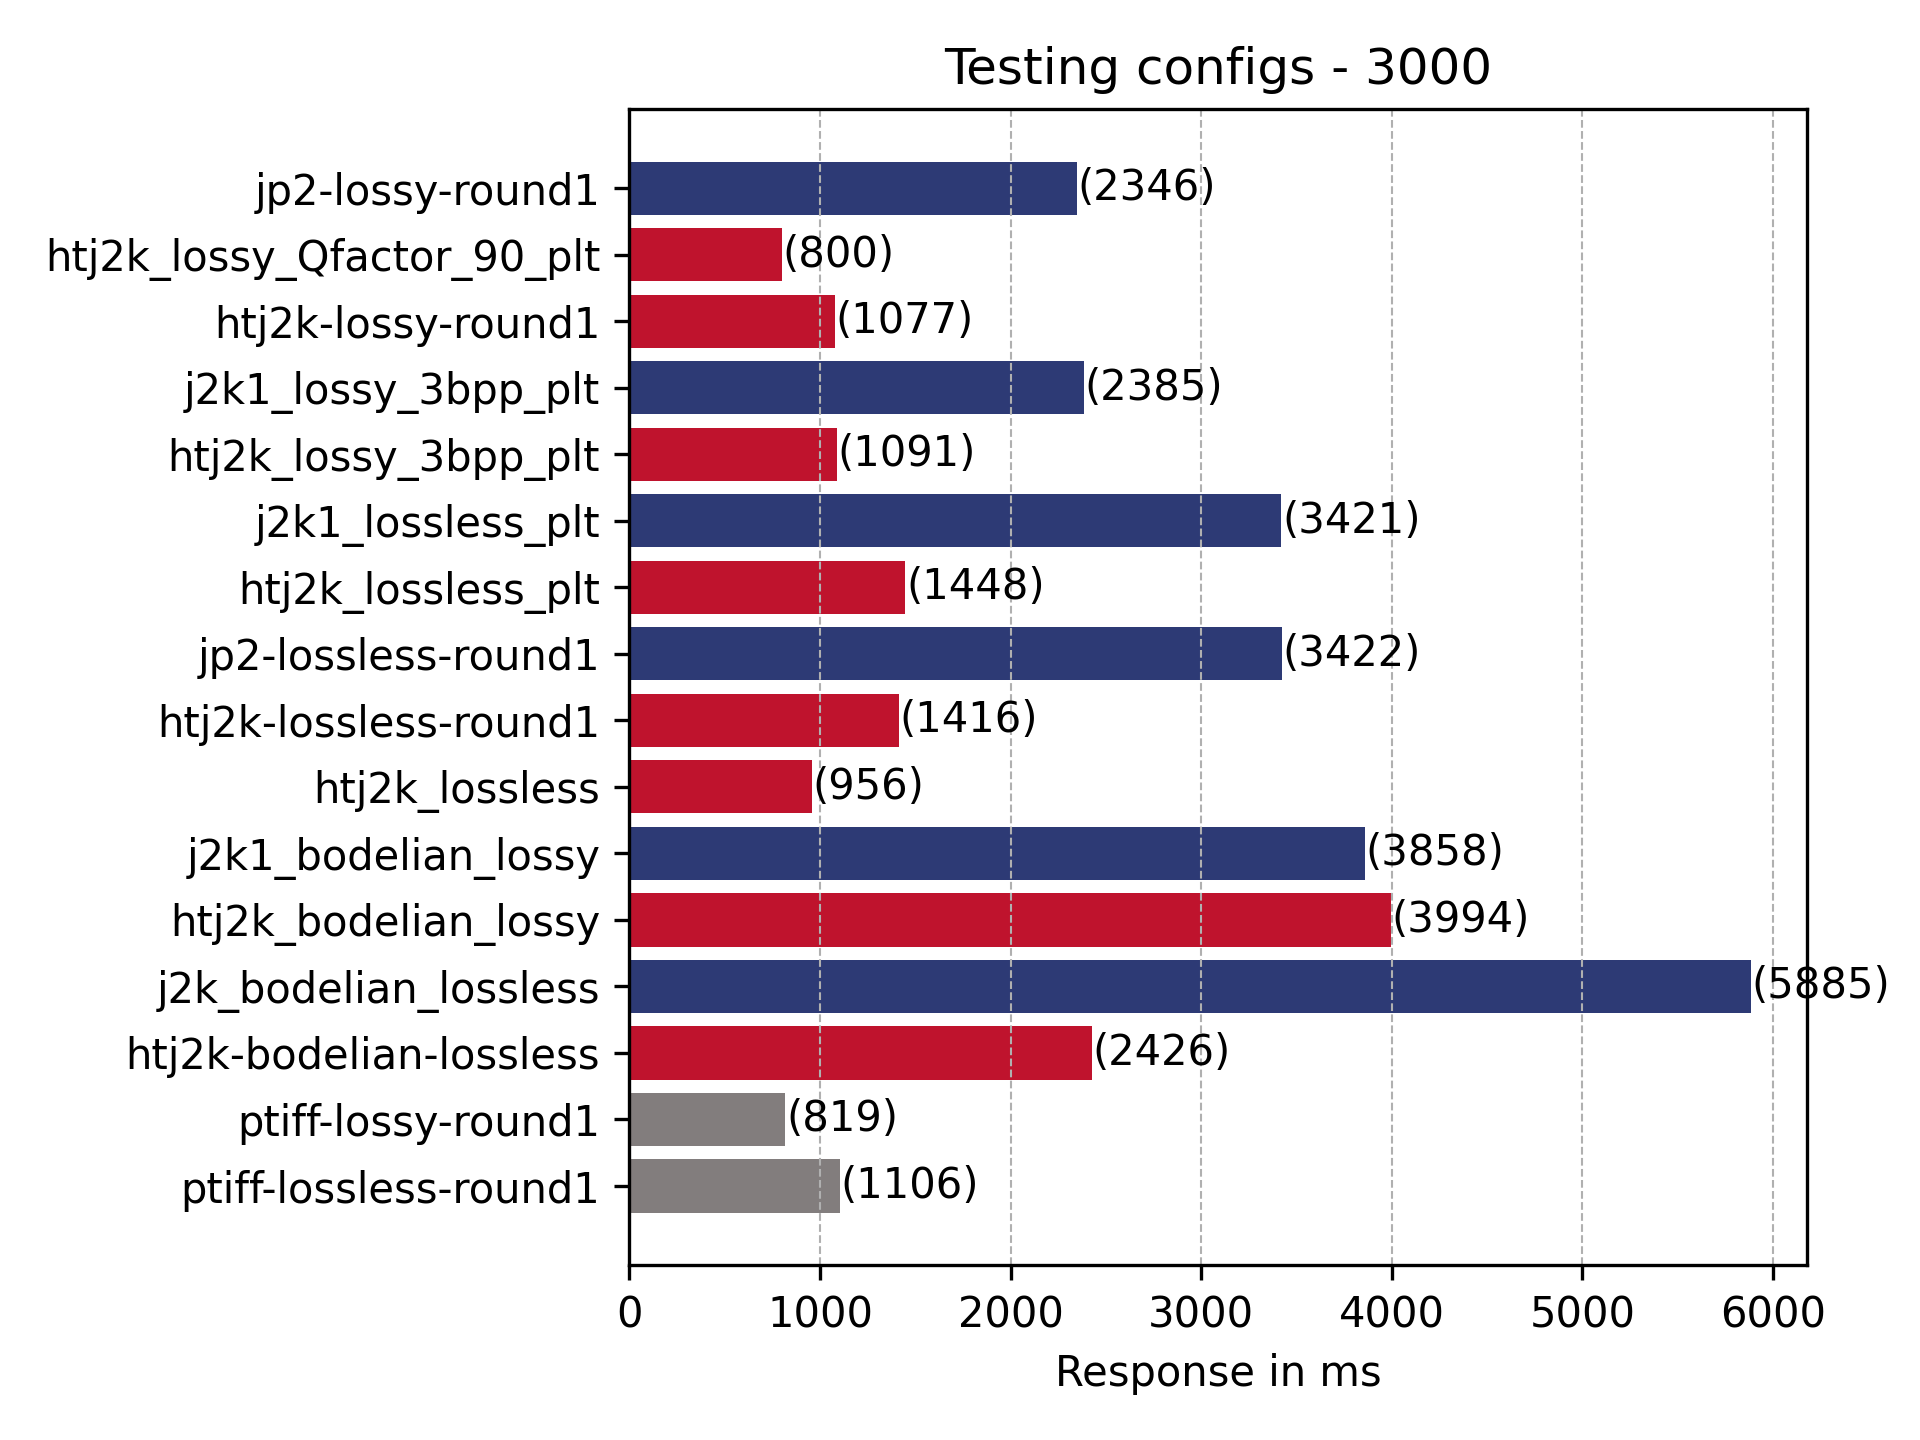 Testing configs - 3000
jp2-lossy-round1 (2346)
htj2k_lossy_Qfactor_90_plt (800)
htj2k-lossy-round1 (1077)
j2k1_lossy_3bpp_plt (2385)
htj2k_lossy_3bpp_plt (1091)
j2k1_lossless_plt (3421)
htj2k_lossless_plt (1448)
jp2-lossless-round1 (3422)
htj2k-lossless-round1 (1416)
htj2k_lossless (956)
j2k1_bodelian_lossy (3858)
htj2k_bodelian_lossy (3994)
j2k_bodelian_lossless (5885)
htj2k-bodelian-lossless (2426)
ptiff-lossy-round1 (819)
ptiff-lossless-round1 (1106)
0 1000 2000 3000 4000 5000 6000
Response in ms